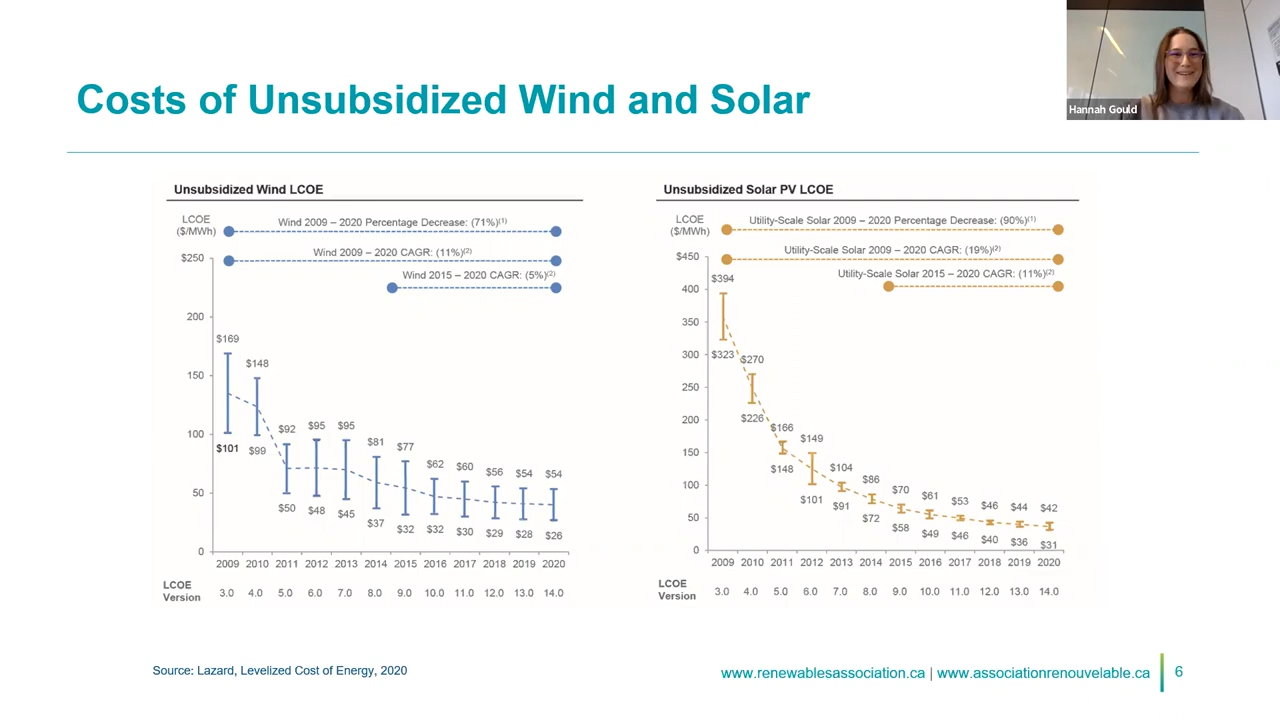 Costs of Unsubsidized Wind and Solar
Hannah Gould
Unsubsidized Wind LCOE
LCOE
($/MWh)
Wind 2009 – 2020 Percentage Decrease: (71%)(1)
Wind 2009 – 2020 CAGR: (11%)(2)
Wind 2015 – 2020 CAGR: (5%)(2)
$250
200
150
100
50
0
$169
$148
$92
$95
$95
$81
$77
$62
$60
$56
$54
$54
$101
$99
$50
$48
$45
$37
$32
$32
$30
$29
$28
$26
2009 2010 2011 2012 2013 2014 2015 2016 2017 2018 2019 2020
LCOE
Version
3.0 4.0 5.0 6.0 7.0 8.0 9.0 10.0 11.0 12.0 13.0 14.0
Unsubsidized Solar PV LCOE
LCOE
($/MWh)
Utility-Scale Solar 2009 – 2020 Percentage Decrease: (90%)(1)
Utility-Scale Solar 2009 – 2020 CAGR: (19%)(2)
Utility-Scale Solar 2015 – 2020 CAGR: (11%)(2)
$450
400
350
300
250
200
150
100
50
0
$394
$270
$166
$149
$104
$86
$70
$61
$53
$46
$44
$42
$323
$226
$148
$101
$91
$72
$58
$49
$46
$40
$36
$31
2009 2010 2011 2012 2013 2014 2015 2016 2017 2018 2019 2020
LCOE
Version
3.0 4.0 5.0 6.0 7.0 8.0 9.0 10.0 11.0 12.0 13.0 14.0
Source: Lazard, Levelized Cost of Energy, 2020
www.renewablesassociation.ca | www.associationrenouvelable.ca
6